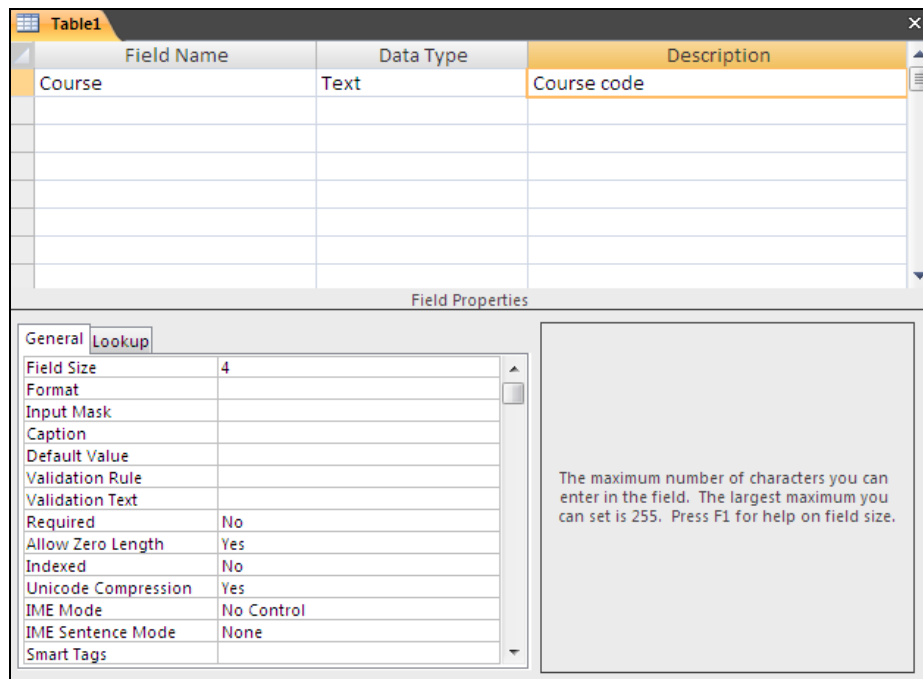 Table1
Field Name Data Type Description
Course Text Course code
Field Properties
General Lookup
Field Size 4
Format
Input Mask
Caption
Default Value
Validation Rule
Validation Text
Required No
Allow Zero Length Yes
Indexed No
Unicode Compression Yes
IME Mode No Control
IME Sentence Mode None
Smart Tags
The maximum number of characters you can
enter in the field. The largest maximum you
can set is 255. Press F1 for help on field size.